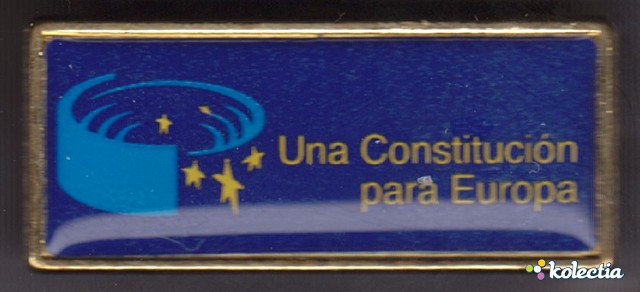 Una Constitución
para Europa
kolectia